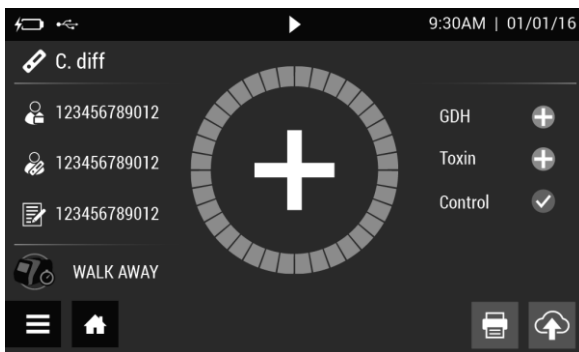 9:30AM | 01/01/16
C. diff
123456789012
123456789012
123456789012
WALK AWAY
GDH
Toxin
Control